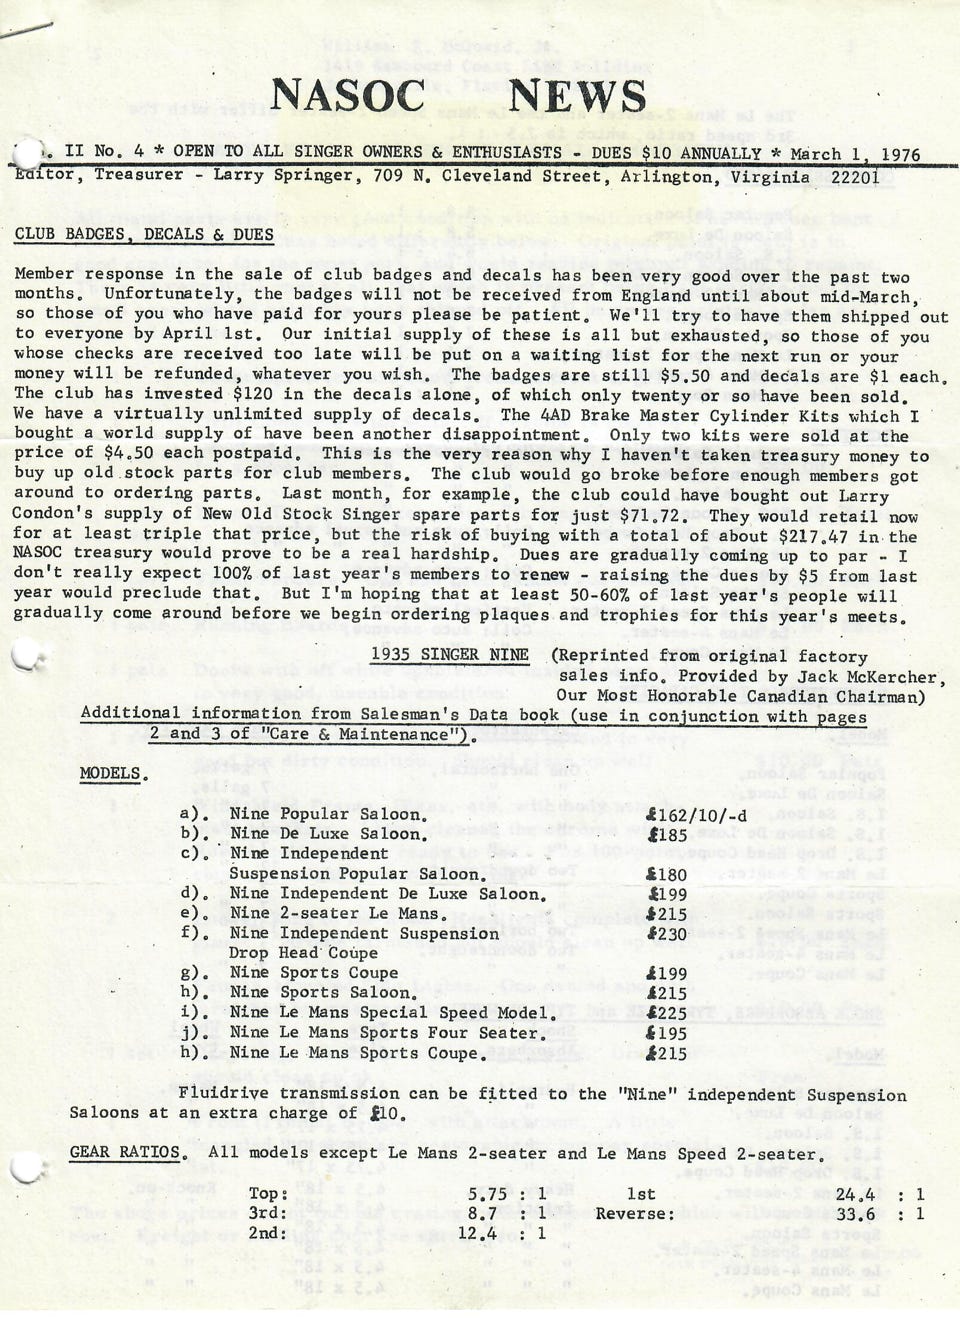 NASOC NEWS
. II No. 4 * OPEN TO ALL SINGER OWNERS & ENTHUSIASTS - DUES $10 ANNUALLY * March 1, 1976
Editor, Treasurer - Larry Springer, 709 N. Cleveland Street, Arlington, Virginia 22201
CLUB BADGES, DECALS & DUES
Member response in the sale of club badges and decals has been very good over the past two
months. Unfortunately, the badges will not be received from England until about mid-March,
so those of you who have paid for yours please be patient. We'll try to have them shipped out
to everyone by April 1st. Our initial supply of these is all but exhausted, so those of you
whose checks are received too late will be put on a waiting list for the next run or your
money will be refunded, whatever you wish. The badges are still $5.50 and decals are $1 each.
The club has invested $120 in the decals alone, of which only twenty or so have been sold.
We have a virtually unlimited supply of decals. The 4AD Brake Master Cylinder Kits which I
bought a world supply of have been another disappointment. Only two kits were sold at the
price of $4.50 each postpaid. This is the very reason why I haven't taken treasury money to
buy up old stock parts for club members. The club would go broke before enough members got
around to ordering parts. Last month, for example, the club could have bought out Larry
Condon's supply of New Old Stock Singer spare parts for just $71.72. They would retail now
for at least triple that price, but the risk of buying with a total of about $217.47 in the
NASOC treasury would prove to be a real hardship. Dues are gradually coming up to par - I
don't really expect 100% of last year's members to renew - raising the dues by $5 from last
year would preclude that. But I'm hoping that at least 50-60% of last year's people will
gradually come around before we begin ordering plaques and trophies for this year's meets.
1935 SINGER NINE (Reprinted from original factory
sales info. Provided by Jack McKercher,
Our Most Honorable Canadian Chairman)
Additional information from Salesman's Data book (use in conjunction with pages
2 and 3 of "Care & Maintenance").
MODELS.
a). Nine Popular Saloon. £162/10/-d
b). Nine De Luxe Saloon. £185
c). Nine Independent
Suspension Popular Saloon. £180
d). Nine Independent De Luxe Saloon. £199
e). Nine 2-seater Le Mans. £215
f). Nine Independent Suspension £230
Drop Head Coupe
g). Nine Sports Coupe £199
h). Nine Sports Saloon. £215
i). Nine Le Mans Special Speed Model. £225
j). Nine Le Mans Sports Four Seater. £195
h). Nine Le Mans Sports Coupe. £215
Fluidrive transmission can be fitted to the "Nine" independent Suspension
Saloons at an extra charge of £10.
GEAR RATIOS. All models except Le Mans 2-seater and Le Mans Speed 2-seater.
Top: 5.75 : 1 1st 24.4 : 1
3rd: 8.7 : 1 Reverse: 33.6 : 1
2nd: 12.4 : 1